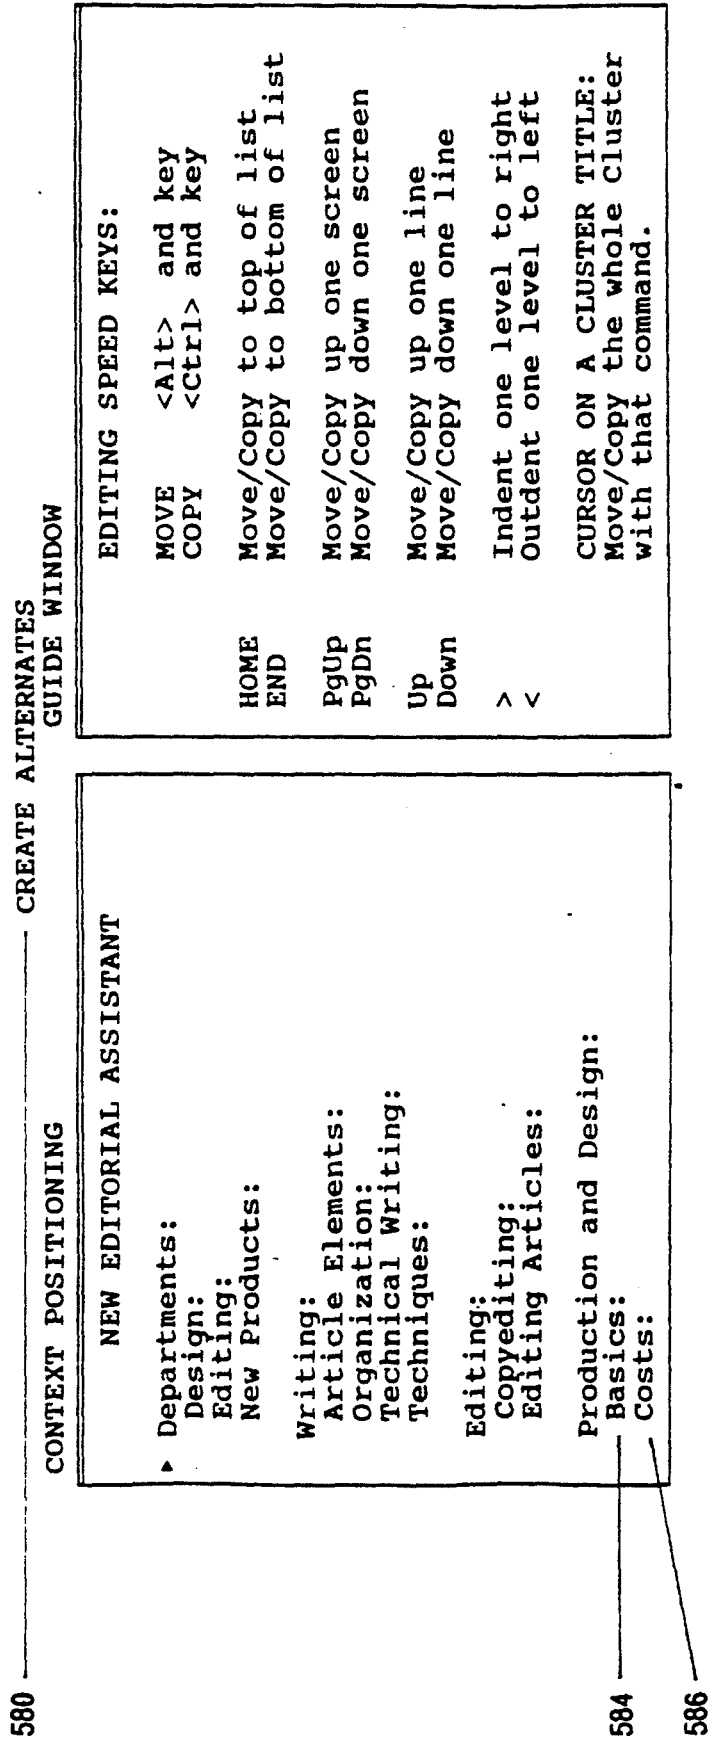 580
CREATE ALTERNATES
CONTEXT POSITIONING
NEW EDITORIAL ASSISTANT
▸ Departments:
Design:
Editing:
New Products:
Writing:
Article Elements:
Organization:
Technical Writing:
Techniques:
Editing:
Copyediting:
Editing Articles:
Production and Design:
584
Basics:
586
Costs:
GUIDE WINDOW
EDITING SPEED KEYS:
MOVE <Alt> and key
COPY <Ctrl> and key
HOME Move/Copy to top of list
END Move/Copy to bottom of list
PgUp Move/Copy up one screen
PgDn Move/Copy down one screen
Up Move/Copy up one line
Down Move/Copy down one line
> Indent one level to right
< Outdent one level to left
CURSOR ON A CLUSTER TITLE:
Move/Copy the whole Cluster
with that command.